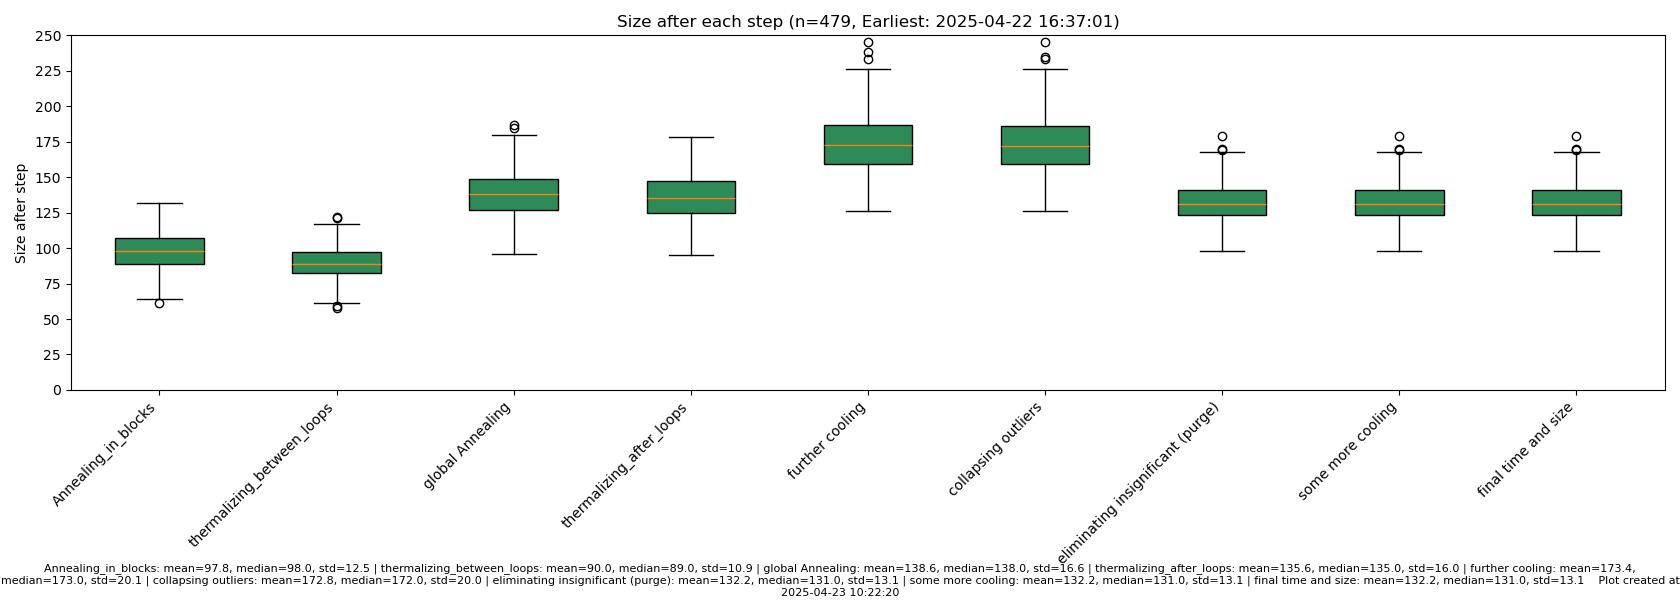 Size after each step (n=479, Earliest: 2025-04-22 16:37:01)
250
225
200
175
150
125
100
75
50
25
0
Size after step
Annealing_in_blocks
thermalizing_between_loops
global Annealing
thermalizing_after_loops
further cooling
collapsing outliers
eliminating insignificant (purge)
some more cooling
final time and size
Annealing_in_blocks: mean=97.8, median=98.0, std=12.5 | thermalizing_between_loops: mean=90.0, median=89.0, std=10.9 | global Annealing: mean=138.6, median=138.0, std=16.6 | thermalizing_after_loops: mean=135.6, median=135.0, std=16.0 | further cooling: mean=173.4,
median=173.0, std=20.1 | collapsing outliers: mean=172.8, median=172.0, std=20.0 | eliminating insignificant (purge): mean=132.2, median=131.0, std=13.1 | some more cooling: mean=132.2, median=131.0, std=13.1 | final time and size: mean=132.2, median=131.0, std=13.1    Plot created at
2025-04-23 10:22:20